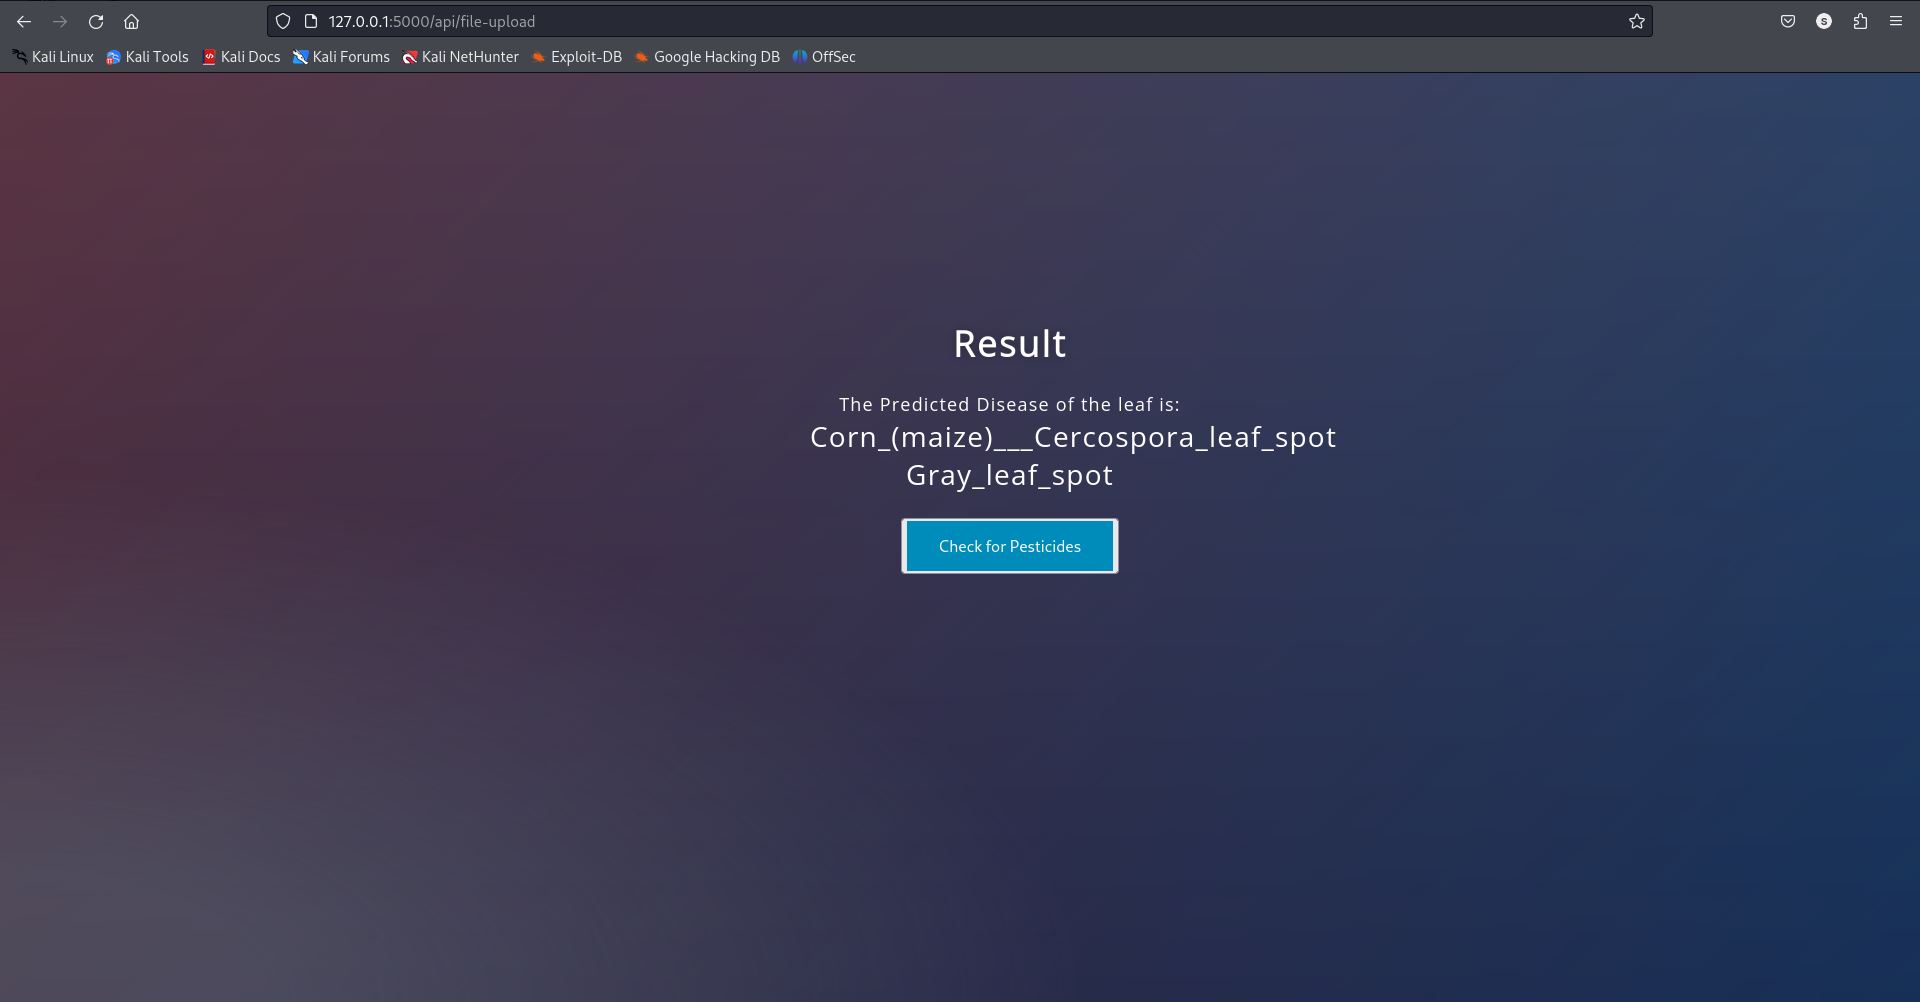 127.0.0.1:5000/api/file-upload
S
Kali Linux Kali Tools Kali Docs Kali Forums Kali NetHunter Exploit-DB Google Hacking DB OffSec
Result
The Predicted Disease of the leaf is:
Corn_(maize)___Cercospora_leaf_spot
Gray_leaf_spot
Check for Pesticides